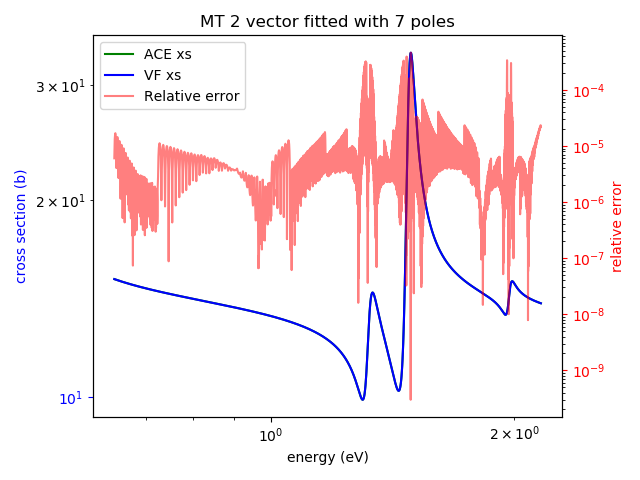 MT 2 vector fitted with 7 poles
ACE xs
VF xs
Relative error
3 × 10¹
2 × 10¹
10¹
cross section (b)
10⁻⁴
10⁻⁵
10⁻⁶
10⁻⁷
10⁻⁸
10⁻⁹
relative error
10⁰
2 × 10⁰
energy (eV)